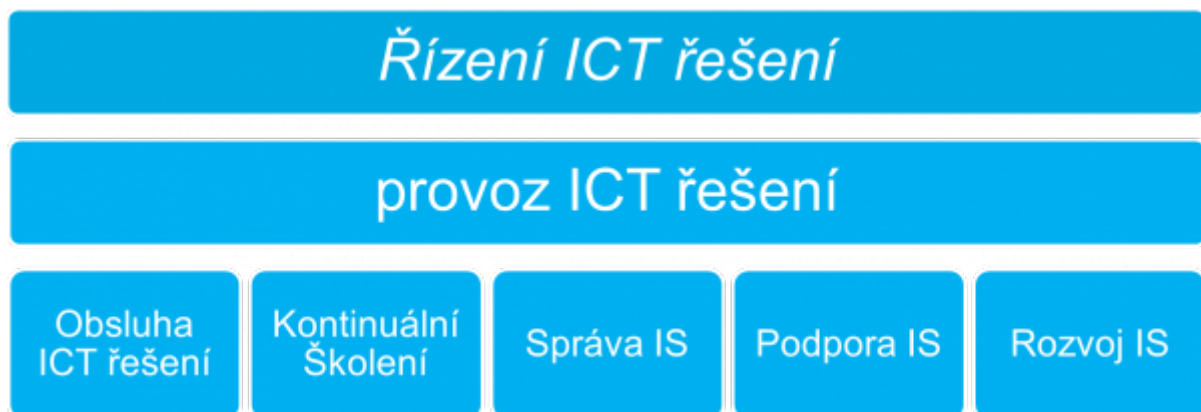 Řízení ICT řešení
provoz ICT řešení
Obsluha
ICT řešení
Kontinuální
Školení
Správa IS
Podpora IS
Rozvoj IS